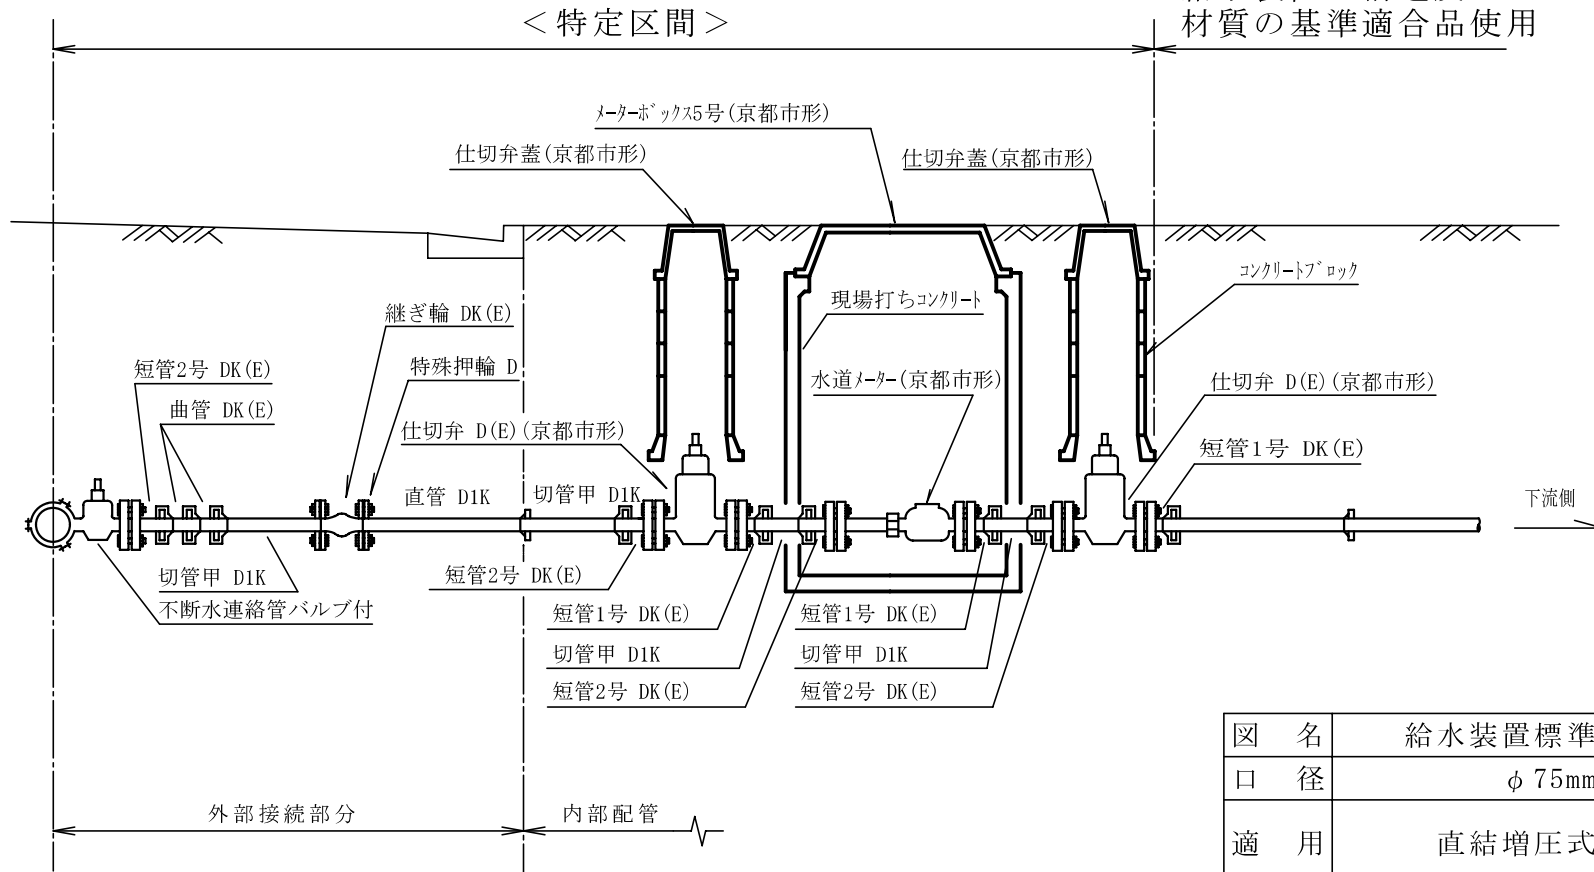 ＜特定区間＞
材質の基準適合品使用
メーターボックス5号(京都市形)
仕切弁蓋(京都市形)
仕切弁蓋(京都市形)
コンクリートブロック
現場打ちコンクリート
継ぎ輪 DK(E)
特殊押輪 D
短管2号 DK(E)
曲管 DK(E)
水道メーター(京都市形)
仕切弁 D(E)(京都市形)
仕切弁 D(E)(京都市形)
短管1号 DK(E)
直管 D1K
切管甲 D1K
下流側
切管甲 D1K
短管2号 DK(E)
不断水連絡管バルブ付
短管1号 DK(E)
短管1号 DK(E)
切管甲 D1K
切管甲 D1K
短管2号 DK(E)
短管2号 DK(E)
図 名 給水装置標準
口 径 φ75mm
適 用 直結増圧式
外部接続部分
内部配管